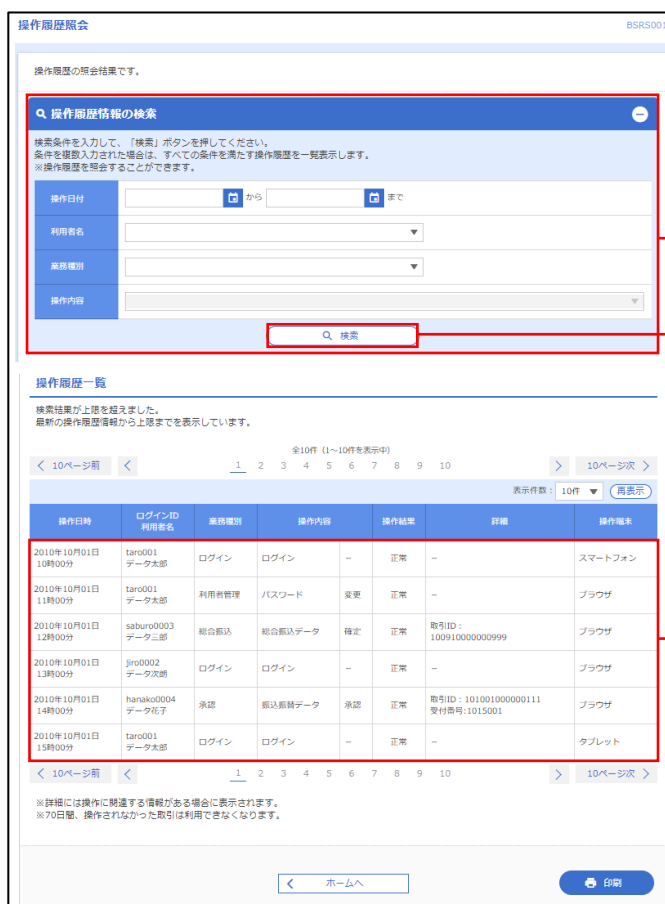 操作履歴照会
BSRS001
操作履歴の照会結果です。
操作履歴情報の検索
検索条件を入力して、「検索」ボタンを押してください。
条件を複数入力された場合は、すべての条件を満たす操作履歴を一覧表示します。
※操作履歴を照会することができます。
操作日付 から まで
利用者名
業務種別
操作内容
検索
操作履歴一覧
検索結果が上限を超えました。
最新の操作履歴情報から上限までを表示しています。
全10件（1～10件を表示中）
< 10ページ前 < 1 2 3 4 5 6 7 8 9 10 > 10ページ次 >
表示件数： 10件 ▼ 再表示
操作日時 ログインID 業務種別 操作内容 操作結果 詳細 操作端末
利用者名
2010年10月01日 taro001 ログイン ログイン － 正常 － スマートフォン
10時00分 データ太郎
2010年10月01日 taro001 利用者管理 パスワード 変更 正常 － ブラウザ
11時00分 データ太郎
2010年10月01日 saburo0003 総合振込 総合振込データ 確定 正常 取引ID： ブラウザ
12時00分 データ三郎 100910000000999
2010年10月01日 jiro0002 ログイン ログイン － 正常 － ブラウザ
13時00分 データ次朗
2010年10月01日 hanako0004 承認 振込振替データ 承認 正常 取引ID：101001000000111 ブラウザ
14時00分 データ花子 受付番号:1015001
2010年10月01日 taro001 ログイン ログイン － 正常 － タブレット
15時00分 データ太郎
< 10ページ前 < 1 2 3 4 5 6 7 8 9 10 > 10ページ次 >
※詳細には操作に関連する情報がある場合に表示されます。
※70日間、操作されなかった取引は利用できなくなります。
< ホームへ
印刷